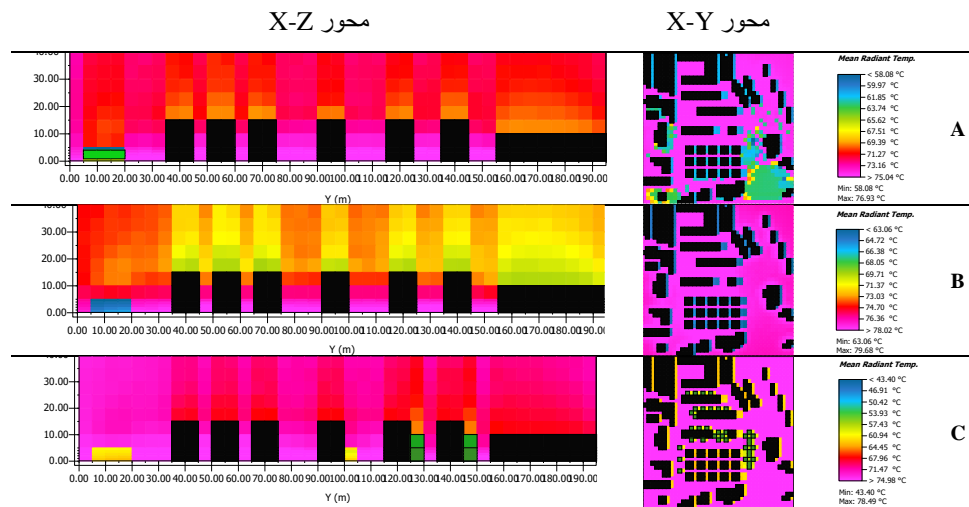 محور X-Z
محور X-Y
40.00
30.00
20.00
10.00
0.00
0.00 10.00 20.00 30.00 40.00 50.00 60.00 70.00 80.00 90.00 100.00 110.00 120.00 130.00 140.00 150.00 160.00 170.00 180.00 190.00
Y (m)
Mean Radiant Temp.
< 58.08 °C
59.97 °C
61.85 °C
63.74 °C
65.62 °C
67.51 °C
69.39 °C
71.27 °C
73.16 °C
> 75.04 °C
Min: 58.08 °C
Max: 76.93 °C
A
30.00
20.00
10.00
0.00
0.00 10.00 20.00 30.00 40.00 50.00 60.00 70.00 80.00 90.00 100.00 110.00 120.00 130.00 140.00 150.00 160.00 170.00 180.00 190.00
Y (m)
Mean Radiant Temp.
< 63.06 °C
64.72 °C
66.38 °C
68.05 °C
69.71 °C
71.37 °C
73.03 °C
74.70 °C
76.36 °C
> 78.02 °C
Min: 63.06 °C
Max: 79.68 °C
B
40.00
30.00
20.00
10.00
0.00
0.00 10.00 20.00 30.00 40.00 50.00 60.00 70.00 80.00 90.00 100.00 110.00 120.00 130.00 140.00 150.00 160.00 170.00 180.00 190.00
Y (m)
Mean Radiant Temp.
< 43.40 °C
46.91 °C
50.42 °C
53.93 °C
57.43 °C
60.94 °C
64.45 °C
67.96 °C
71.47 °C
> 74.98 °C
Min: 43.40 °C
Max: 78.49 °C
C